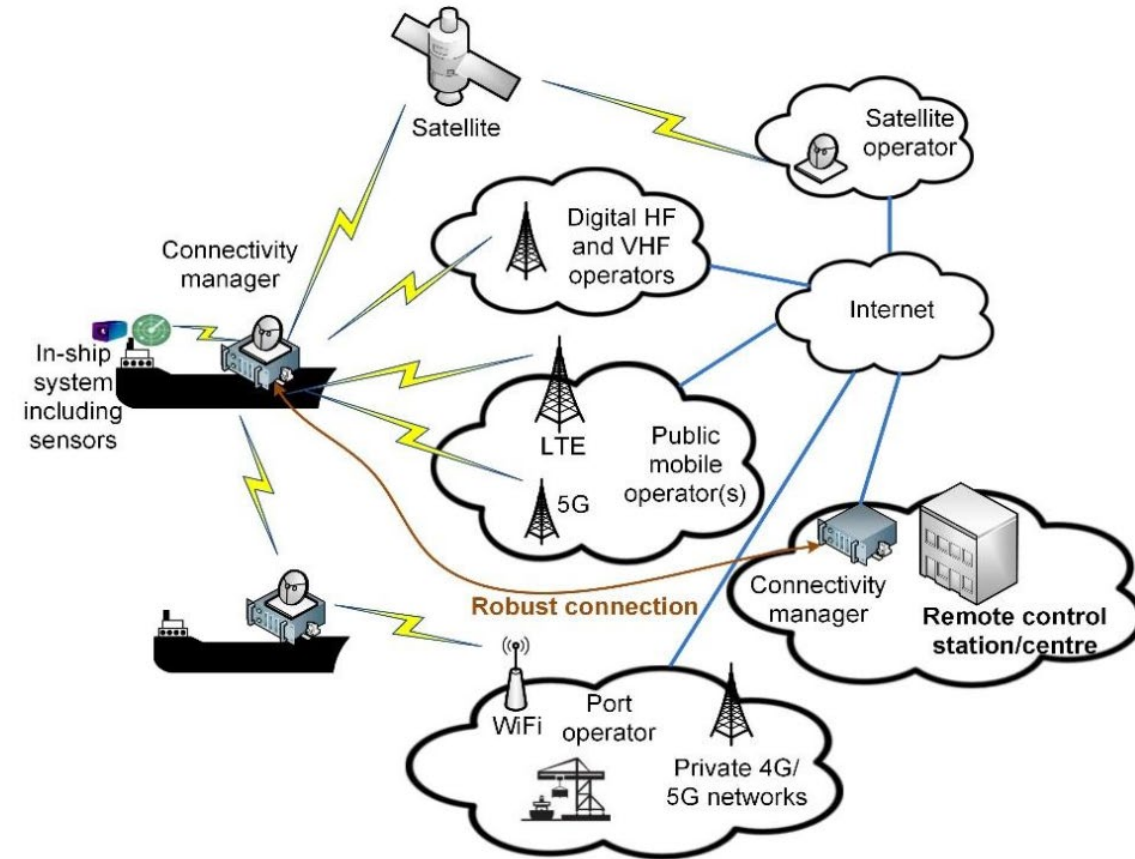 Satellite
Satellite
operator
Digital HF
and VHF
operators
Connectivity
manager
Internet
In-ship
system
including
sensors
LTE
Public
mobile
operator(s)
5G
Connectivity
manager
Robust connection
Remote control
station/centre
WiFi
Port
operator
Private 4G/
5G networks